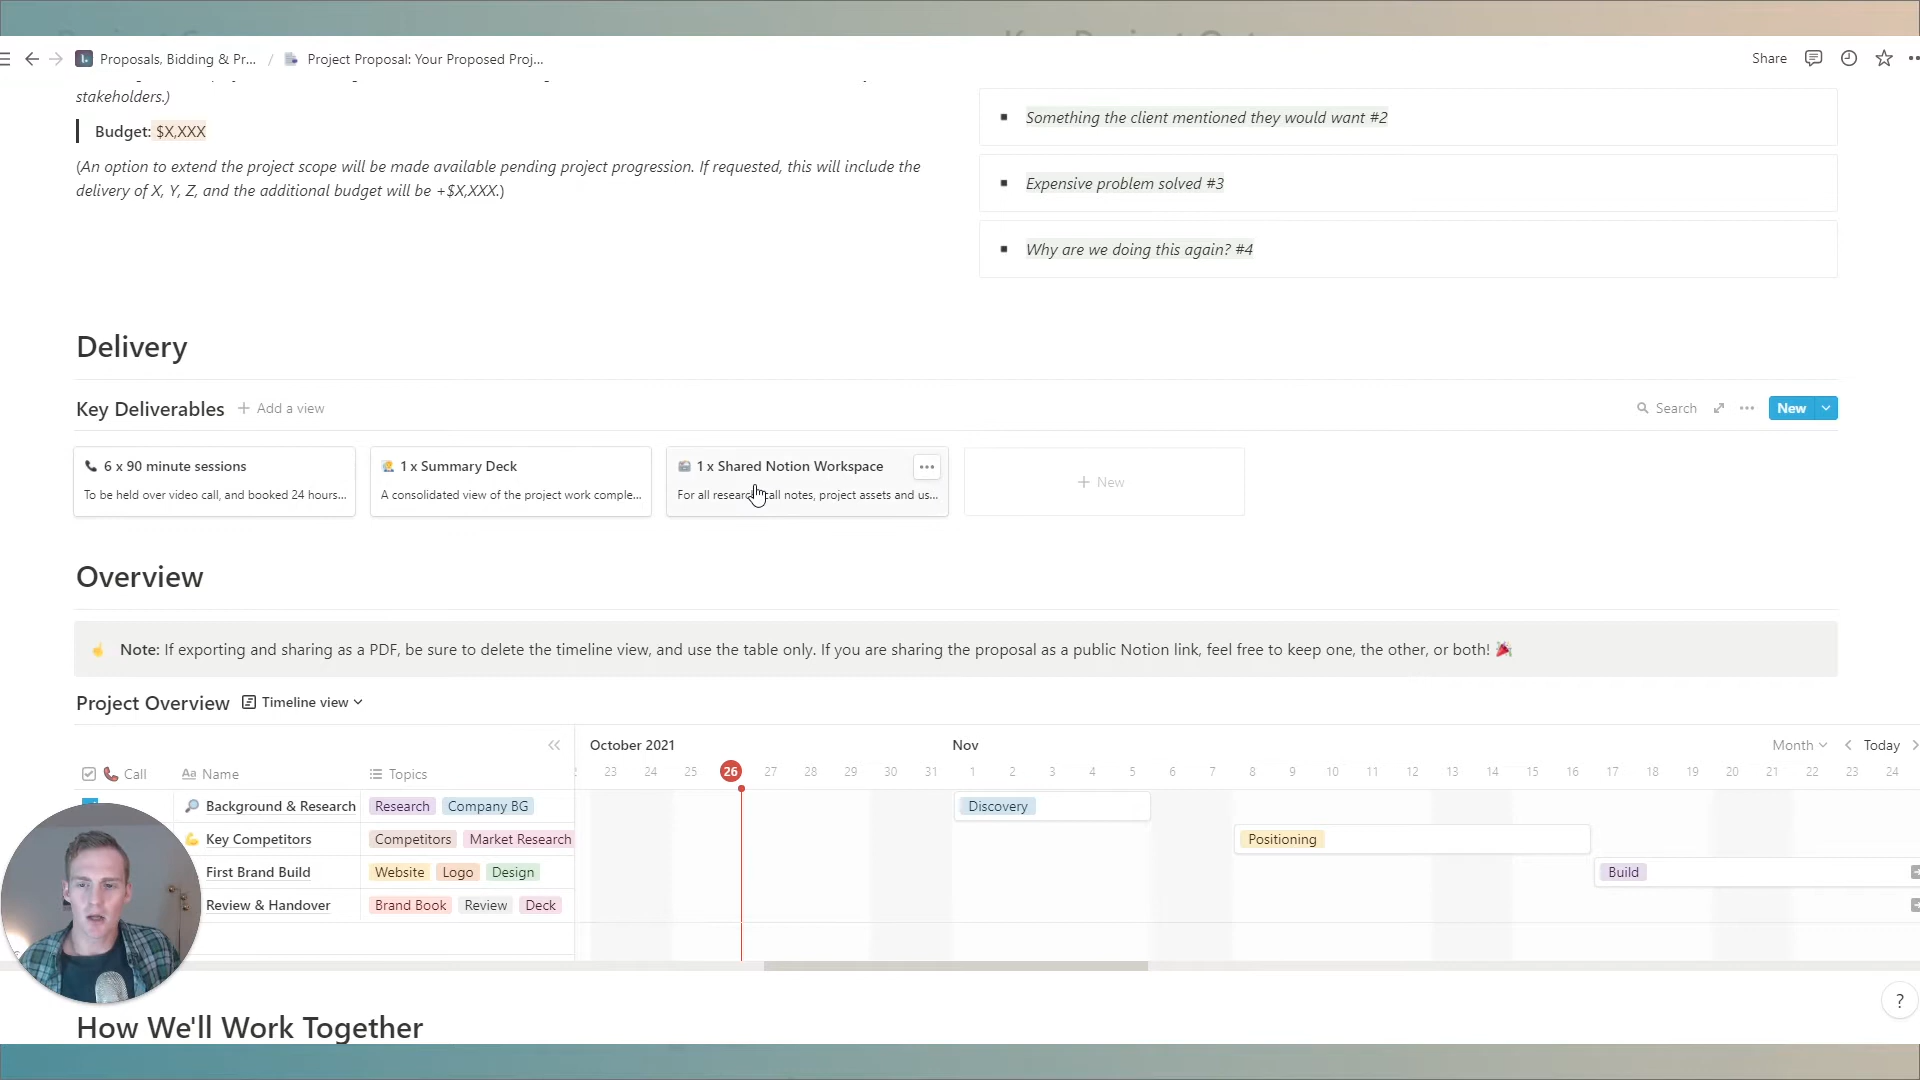 Proposals, Bidding & Pr... / Project Proposal: Your Proposed Proj...
Share
stakeholders.)
Budget: $X,XXX
(An option to extend the project scope will be made available pending project progression. If requested, this will include the
delivery of X, Y, Z, and the additional budget will be +$X,XXX.)
Something the client mentioned they would want #2
Expensive problem solved #3
Why are we doing this again? #4
Delivery
Key Deliverables + Add a view
Search
New
6 x 90 minute sessions
To be held over video call, and booked 24 hours...
1 x Summary Deck
A consolidated view of the project work comple...
1 x Shared Notion Workspace
For all research, call notes, project assets and us...
+ New
Overview
Note: If exporting and sharing as a PDF, be sure to delete the timeline view, and use the table only. If you are sharing the proposal as a public Notion link, feel free to keep one, the other, or both!
Project Overview Timeline view
October 2021 Nov Month Today
Call Aa Name Topics
23 24 25 26 27 28 29 30 31 1 2 3 4 5 6 7 8 9 10 11 12 13 14 15 16 17 18 19 20 21 22 23 24
Background & Research Research Company BG Discovery
Key Competitors Competitors Market Research Positioning
First Brand Build Website Logo Design Build
Review & Handover Brand Book Review Deck
?
How We'll Work Together